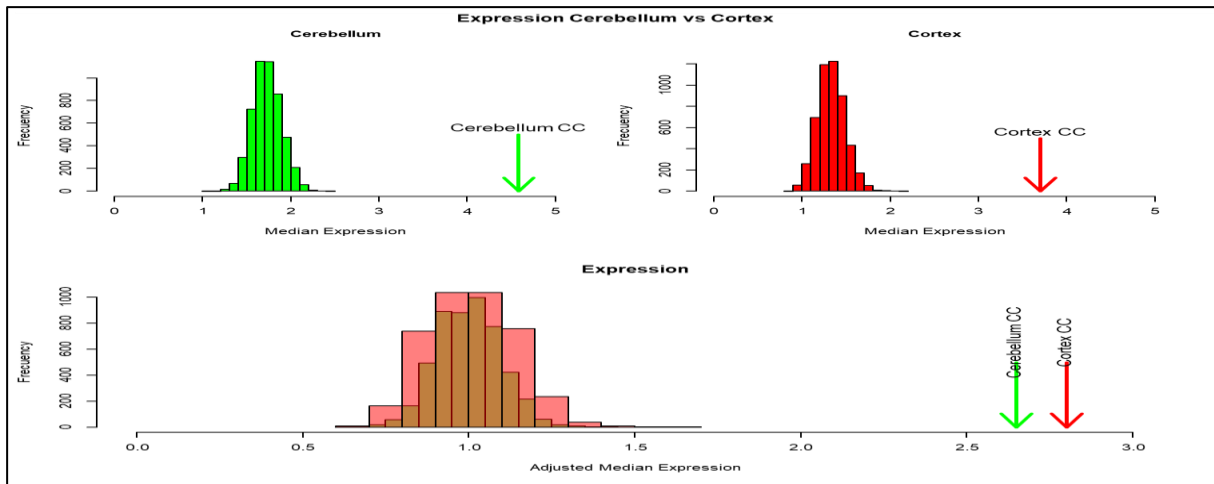 Expression Cerebellum vs Cortex
Cerebellum
Frecuency
0 200 400 600 800
Cerebellum CC
0 1 2 3 4 5
Median Expression
Cortex
Frecuency
0 200 600 1000
Cortex CC
0 1 2 3 4 5
Median Expression
Expression
Frecuency
0 200 400 600 800 1000
Cerebellum CC
Cortex CC
0.0 0.5 1.0 1.5 2.0 2.5 3.0
Adjusted Median Expression